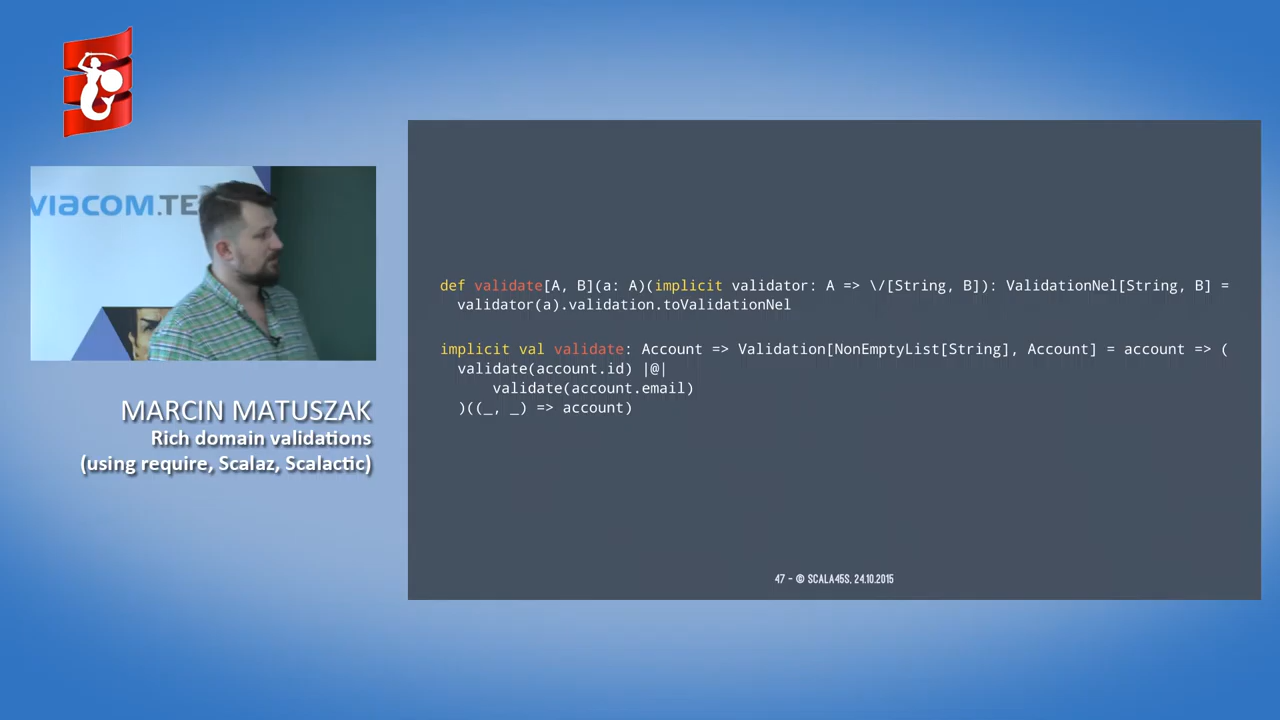 VIACOM.TE
MARCIN MATUSZAK
Rich domain validations
(using require, Scalaz, Scalactic)
def validate[A, B](a: A)(implicit validator: A => \/[String, B]): ValidationNel[String, B] =
validator(a).validation.toValidationNel
implicit val validate: Account => Validation[NonEmptyList[String], Account] = account => (
validate(account.id) |@|
validate(account.email)
)((_, _) => account)
47 - © SCALA45S, 24.10.2015